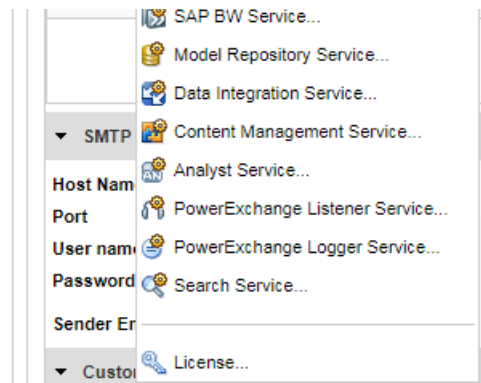 SAP BW Service...
Model Repository Service...
Data Integration Service...
SMTP
Content Management Service...
Host Nam
Analyst Service...
Port
PowerExchange Listener Service...
User name
PowerExchange Logger Service...
Password
Search Service...
Sender Er
License...
Custo